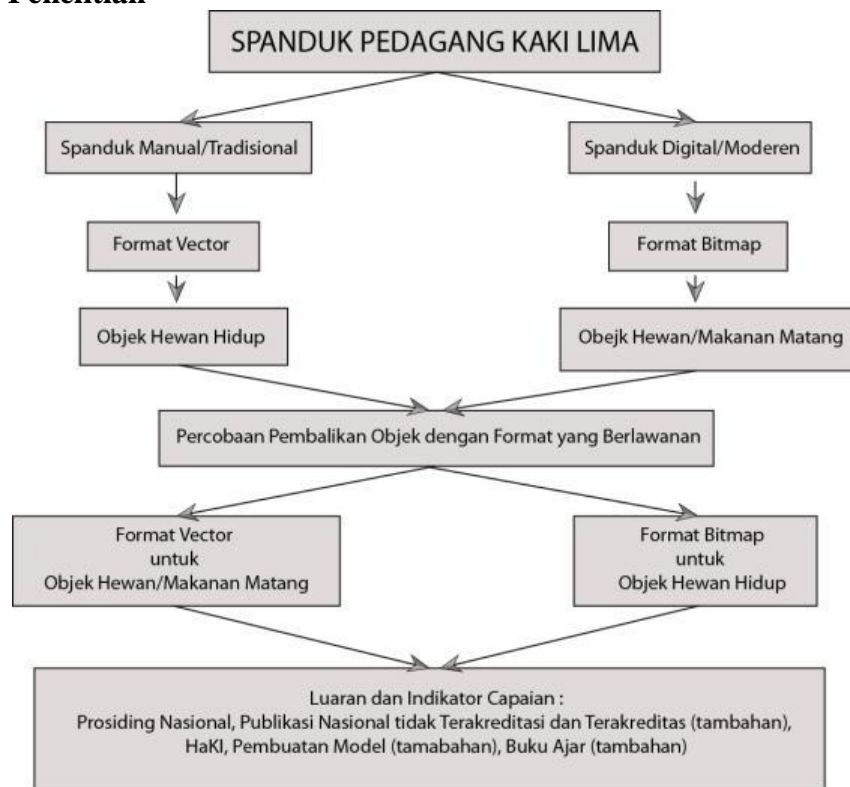 Penelitian
SPANDUK PEDAGANG KAKI LIMA
Spanduk Manual/Tradisional
Spanduk Digital/Moderen
Format Vector
Format Bitmap
Objek Hewan Hidup
Obejk Hewan/Makanan Matang
Percobaan Pembalikan Objek dengan Format yang Berlawanan
Format Vector
untuk
Objek Hewan/Makanan Matang
Format Bitmap
untuk
Objek Hewan Hidup
Luaran dan Indikator Capaian :
Prosiding Nasional, Publikasi Nasional tidak Terakreditasi dan Terakreditas (tambahan),
HaKI, Pembuatan Model (tamabahan), Buku Ajar (tambahan)